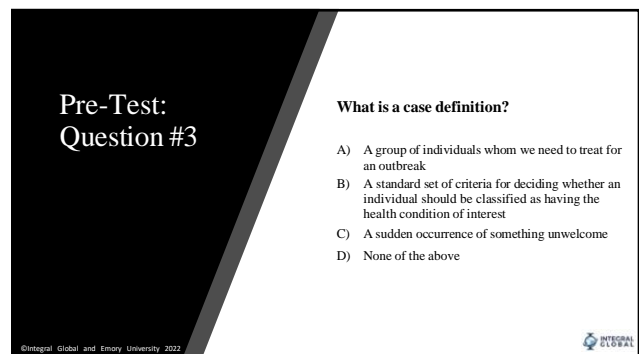 Pre-Test:
Question #3
What is a case definition?
A) A group of individuals whom we need to treat for
an outbreak
B) A standard set of criteria for deciding whether an
individual should be classified as having the
health condition of interest
C) A sudden occurrence of something unwelcome
D) None of the above
©Integral Global and Emory University 2022
INTEGRAL
GLOBAL